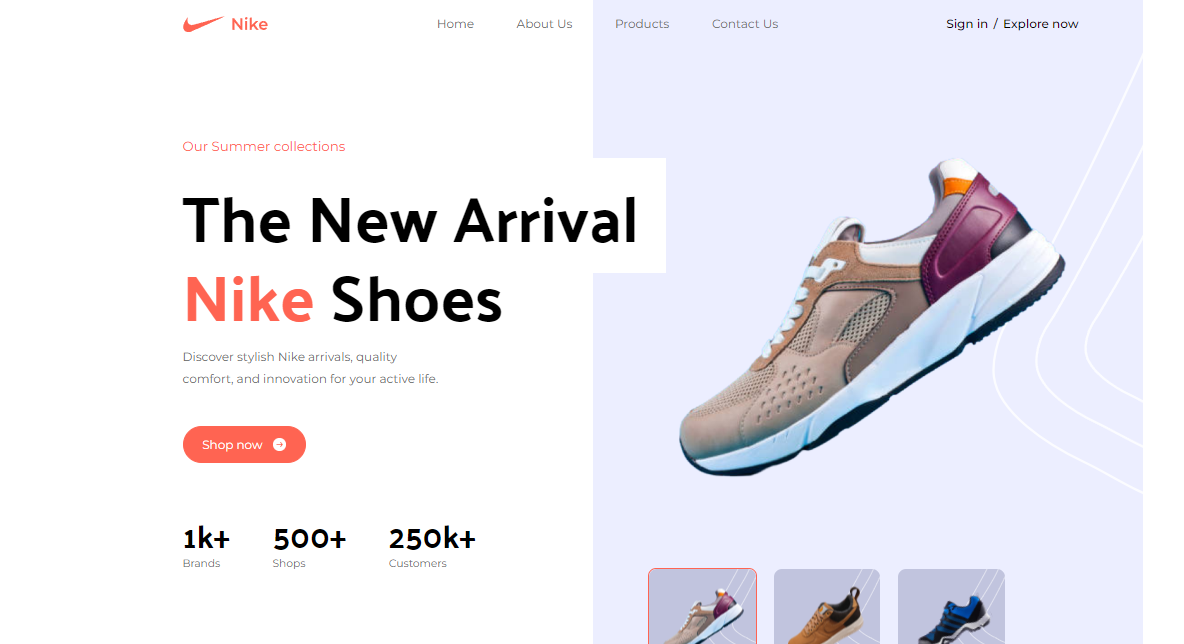 Nike
Home About Us Products Contact Us
Sign in / Explore now
Our Summer collections
The New Arrival
Nike Shoes
Discover stylish Nike arrivals, quality
comfort, and innovation for your active life.
Shop now
1k+ 500+ 250k+
Brands Shops Customers